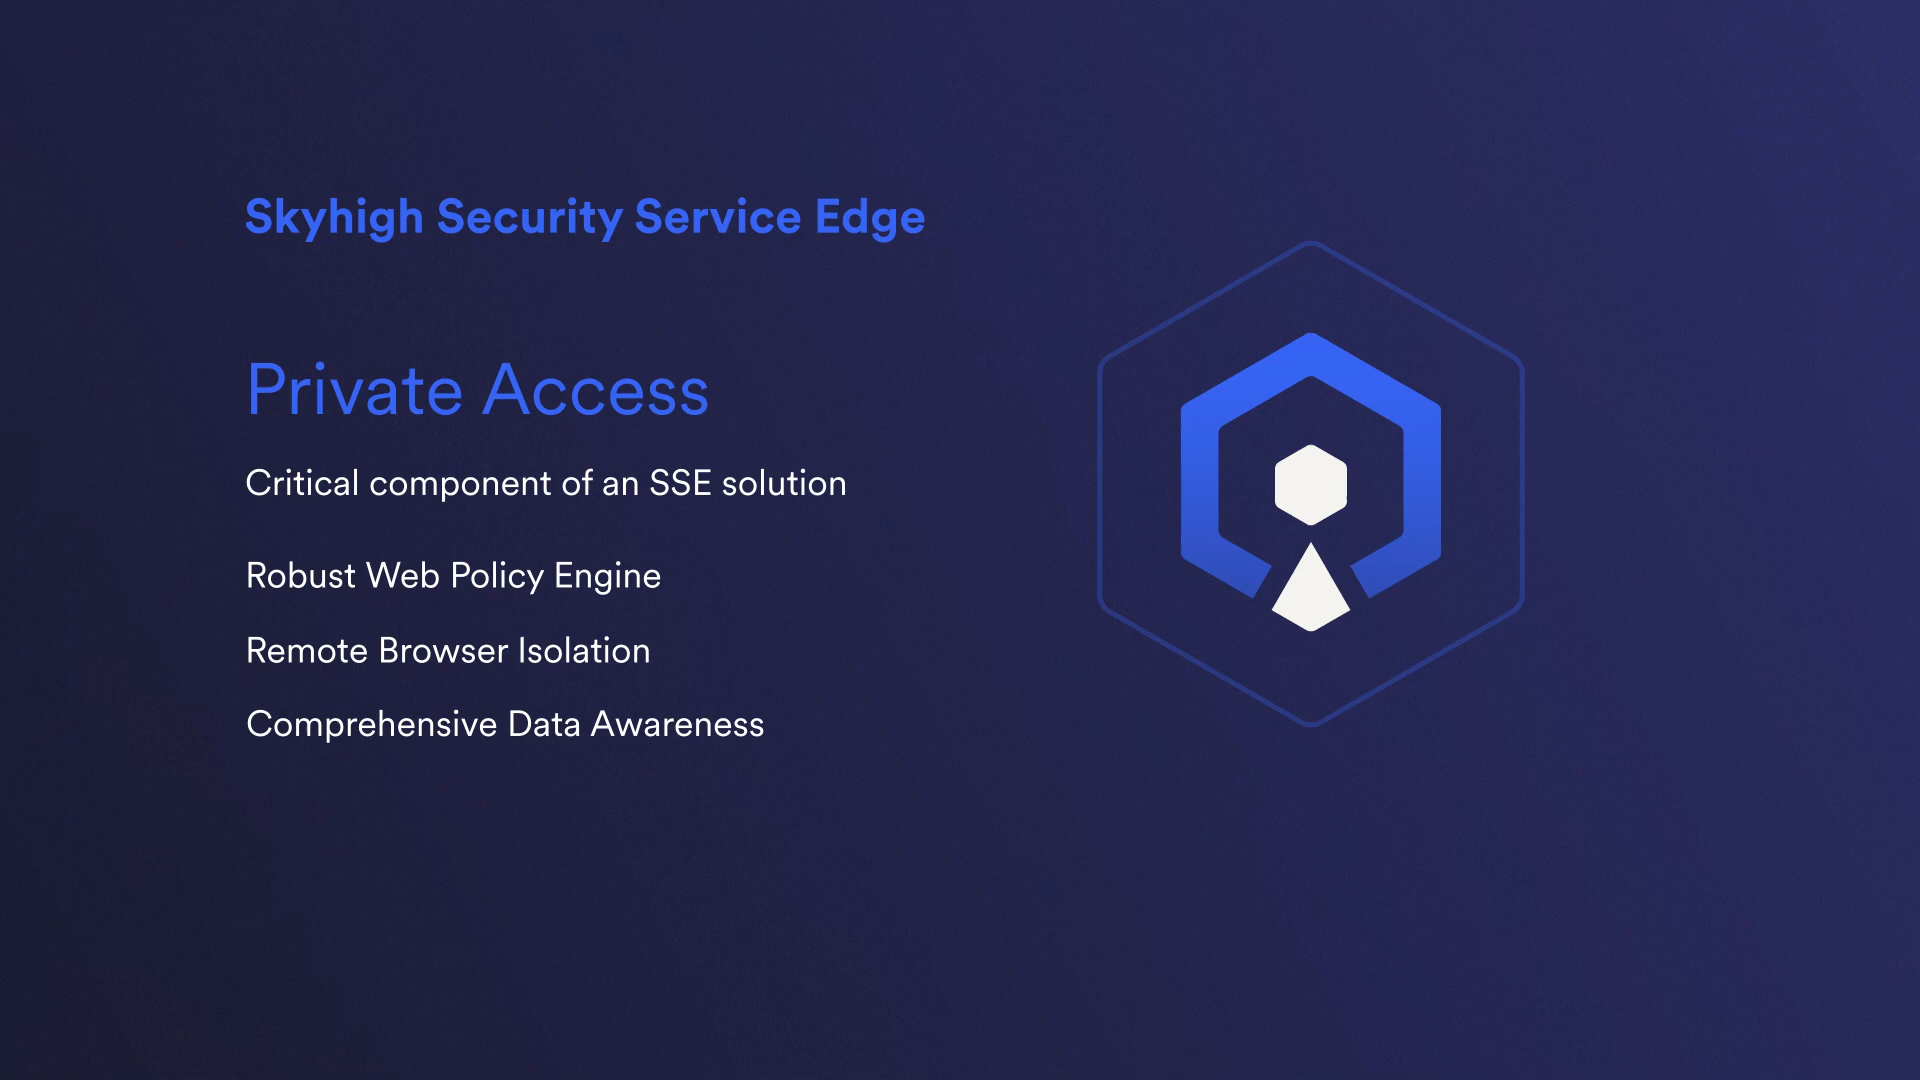 Skyhigh Security Service Edge
Private Access
Critical component of an SSE solution
Robust Web Policy Engine
Remote Browser Isolation
Comprehensive Data Awareness